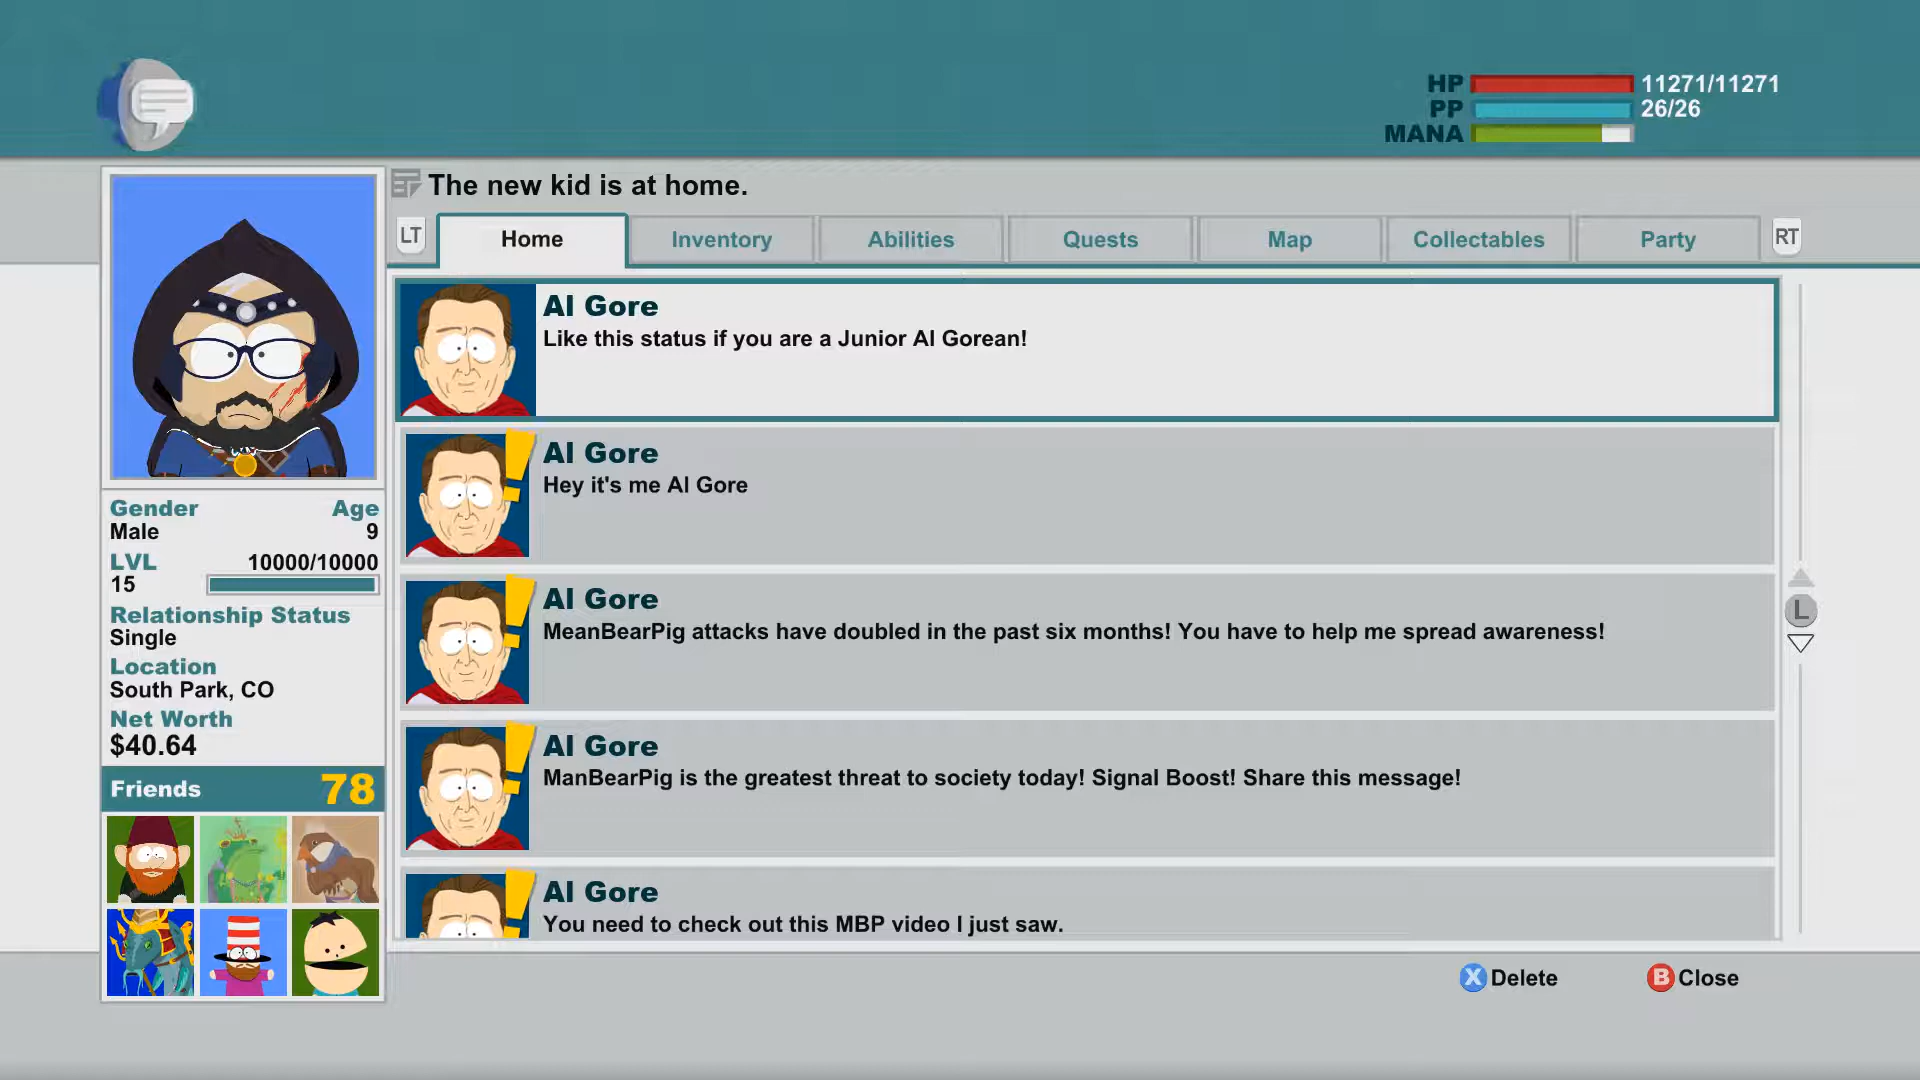 HP 11271/11271
PP 26/26
MANA
The new kid is at home.
LT Home Inventory Abilities Quests Map Collectables Party RT
Gender Age
Male 9
LVL 10000/10000
15
Relationship Status
Single
Location
South Park, CO
Net Worth
$40.64
Friends 78
Al Gore
Like this status if you are a Junior Al Gorean!
Al Gore
Hey it's me Al Gore
Al Gore
MeanBearPig attacks have doubled in the past six months! You have to help me spread awareness!
Al Gore
ManBearPig is the greatest threat to society today! Signal Boost! Share this message!
Al Gore
You need to check out this MBP video I just saw.
L
X Delete B Close